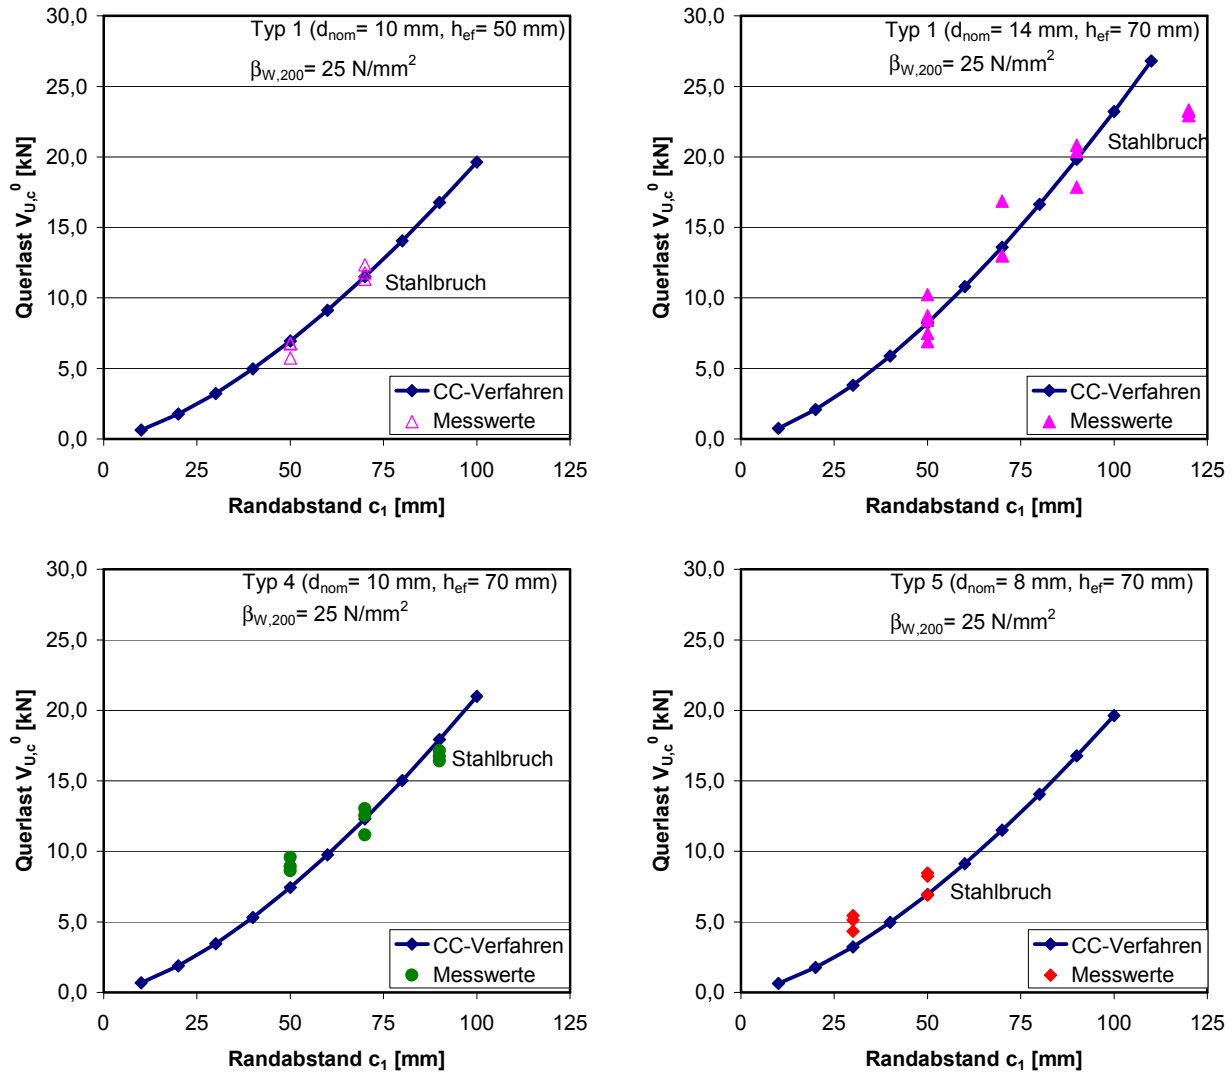 Typ 1 (dnom= 10 mm, hef= 50 mm)
βW,200= 25 N/mm²
30,0
25,0
20,0
15,0
10,0
5,0
0,0
Querlast VU,c⁰ [kN]
Stahlbruch
CC-Verfahren
Messwerte
0 25 50 75 100 125
Randabstand c₁ [mm]
Typ 1 (dnom= 14 mm, hef= 70 mm)
βW,200= 25 N/mm²
30,0
25,0
20,0
15,0
10,0
5,0
0,0
Querlast VU,c⁰ [kN]
Stahlbruch
CC-Verfahren
Messwerte
0 25 50 75 100 125
Randabstand c₁ [mm]
Typ 4 (dnom= 10 mm, hef= 70 mm)
βW,200= 25 N/mm²
30,0
25,0
20,0
15,0
10,0
5,0
0,0
Querlast VU,c⁰ [kN]
Stahlbruch
CC-Verfahren
Messwerte
0 25 50 75 100 125
Randabstand c₁ [mm]
Typ 5 (dnom= 8 mm, hef= 70 mm)
βW,200= 25 N/mm²
30,0
25,0
20,0
15,0
10,0
5,0
0,0
Querlast VU,c⁰ [kN]
Stahlbruch
CC-Verfahren
Messwerte
0 25 50 75 100 125
Randabstand c₁ [mm]